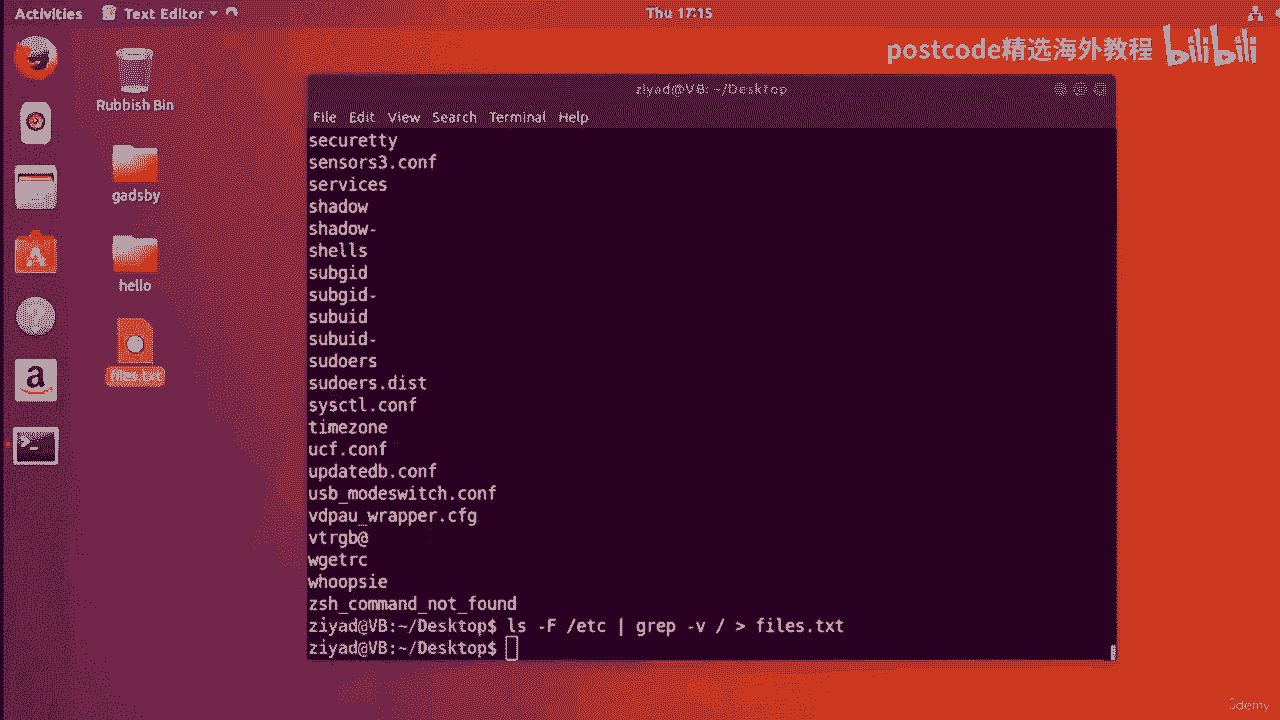 Activities Text Editor Thu 17:15
postcode精选海外教程 bilibili
Rubbish Bin
gadsby
hello
files.txt
ziyad@VB: ~/Desktop
File Edit View Search Terminal Help
securetty
sensors3.conf
services
shadow
shadow-
shells
subgid
subgid-
subuid
subuid-
sudoers
sudoers.dist
sysctl.conf
timezone
ucf.conf
updatedb.conf
usb_modeswitch.conf
vdpau_wrapper.cfg
vtrgb@
wgetrc
whoopsie
zsh_command_not_found
ziyad@VB:~/Desktop$ ls -F /etc | grep -v / > files.txt
ziyad@VB:~/Desktop$
Udemy